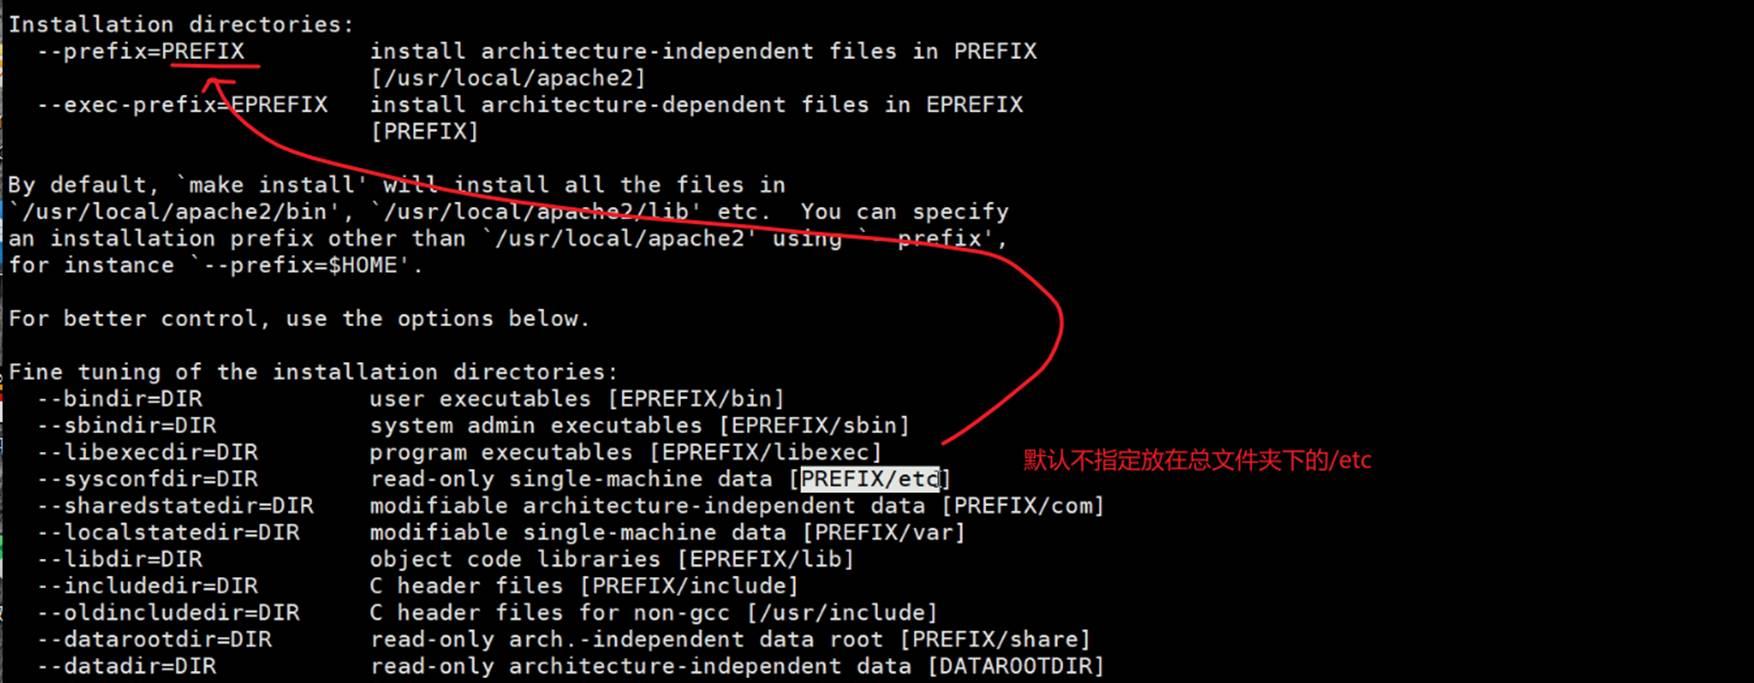 Installation directories:
--prefix=PREFIX install architecture-independent files in PREFIX
[/usr/local/apache2]
--exec-prefix=EPREFIX install architecture-dependent files in EPREFIX
[PREFIX]
By default, `make install' will install all the files in
`/usr/local/apache2/bin', `/usr/local/apache2/lib' etc. You can specify
an installation prefix other than `/usr/local/apache2' using `--prefix',
for instance `--prefix=$HOME'.
For better control, use the options below.
Fine tuning of the installation directories:
--bindir=DIR user executables [EPREFIX/bin]
--sbindir=DIR system admin executables [EPREFIX/sbin]
--libexecdir=DIR program executables [EPREFIX/libexec]
默认不指定放在总文件夹下的/etc
--sysconfdir=DIR read-only single-machine data [PREFIX/etc]
--sharedstatedir=DIR modifiable architecture-independent data [PREFIX/com]
--localstatedir=DIR modifiable single-machine data [PREFIX/var]
--libdir=DIR object code libraries [EPREFIX/lib]
--includedir=DIR C header files [PREFIX/include]
--oldincludedir=DIR C header files for non-gcc [/usr/include]
--datarootdir=DIR read-only arch.-independent data root [PREFIX/share]
--datadir=DIR read-only architecture-independent data [DATAROOTDIR]